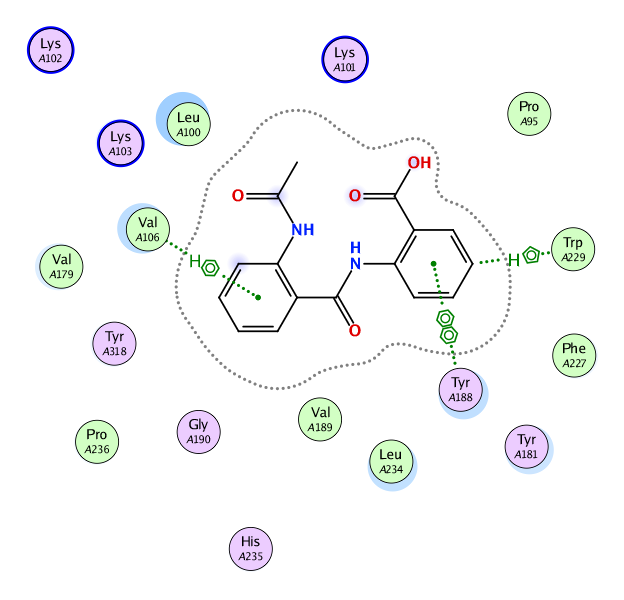 Lys
A102
Lys
A101
Leu
A100
Pro
A95
Lys
A103
OH
O
O
Val
A106
NH
H
N
H
H
Trp
A229
Val
A179
O
Tyr
A318
Phe
A227
Tyr
A188
Val
A189
Gly
A190
Pro
A236
Leu
A234
Tyr
A181
His
A235